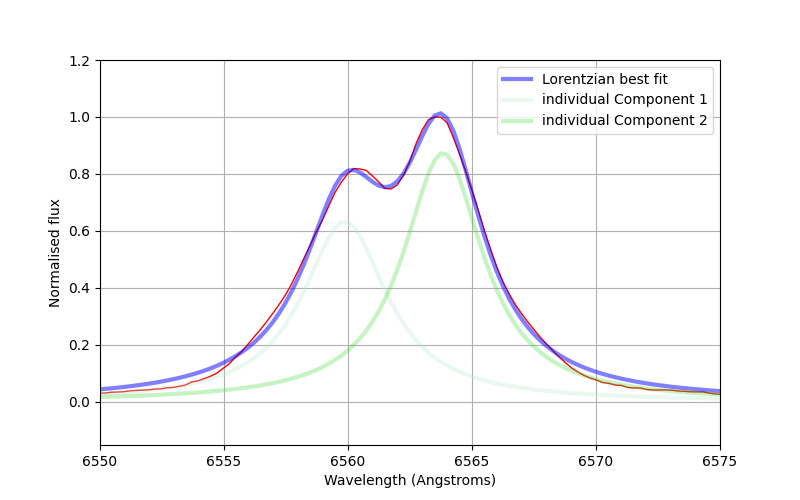 1.2
1.0
0.8
0.6
0.4
0.2
0.0
Normalised flux
Lorentzian best fit
individual Component 1
individual Component 2
6550 6555 6560 6565 6570 6575
Wavelength (Angstroms)